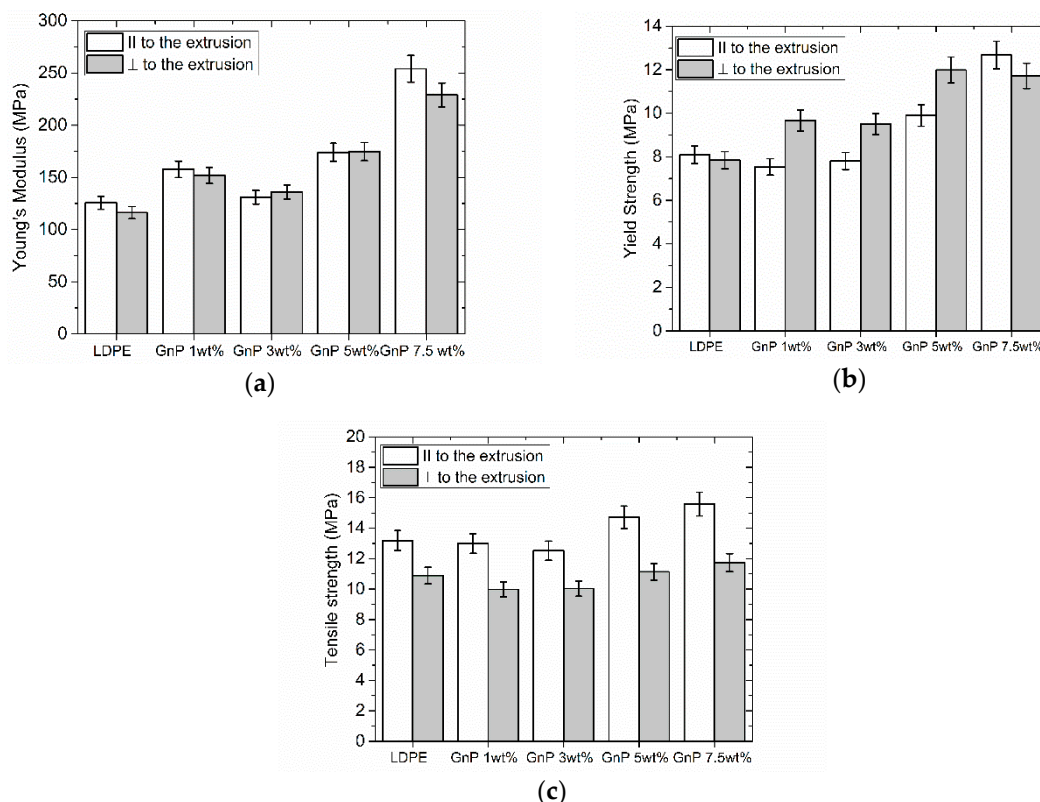 300
250
200
150
100
50
0
Young's Modulus (MPa)
II to the extrusion
⊥ to the extrusion
LDPE GnP 1wt% GnP 3wt% GnP 5wt% GnP 7.5 wt%
(a)
14
12
10
8
6
4
2
0
Yield Strength (MPa)
II to the extrusion
⊥ to the extrusion
LDPE GnP 1wt% GnP 3wt% GnP 5wt% GnP 7.5wt%
(b)
20
18
16
14
12
10
8
6
4
2
0
Tensile strength (MPa)
II to the extrusion
⊥ to the extrusion
LDPE GnP 1wt% GnP 3wt% GnP 5wt% GnP 7.5wt%
(c)